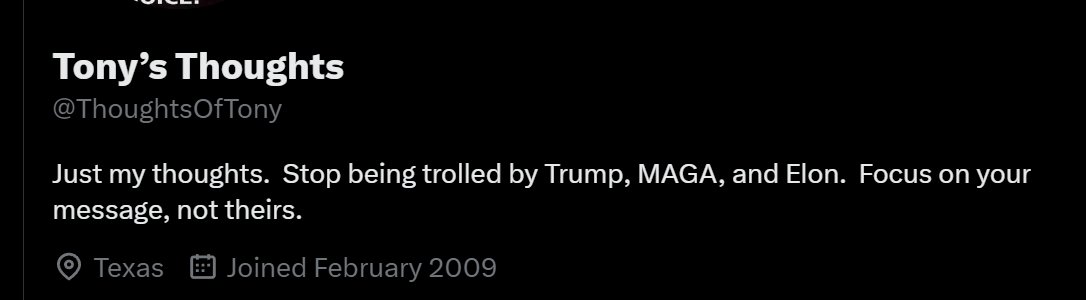 Tony’s Thoughts
@ThoughtsOfTony
Just my thoughts.  Stop being trolled by Trump, MAGA, and Elon.  Focus on your
message, not theirs.
Texas Joined February 2009